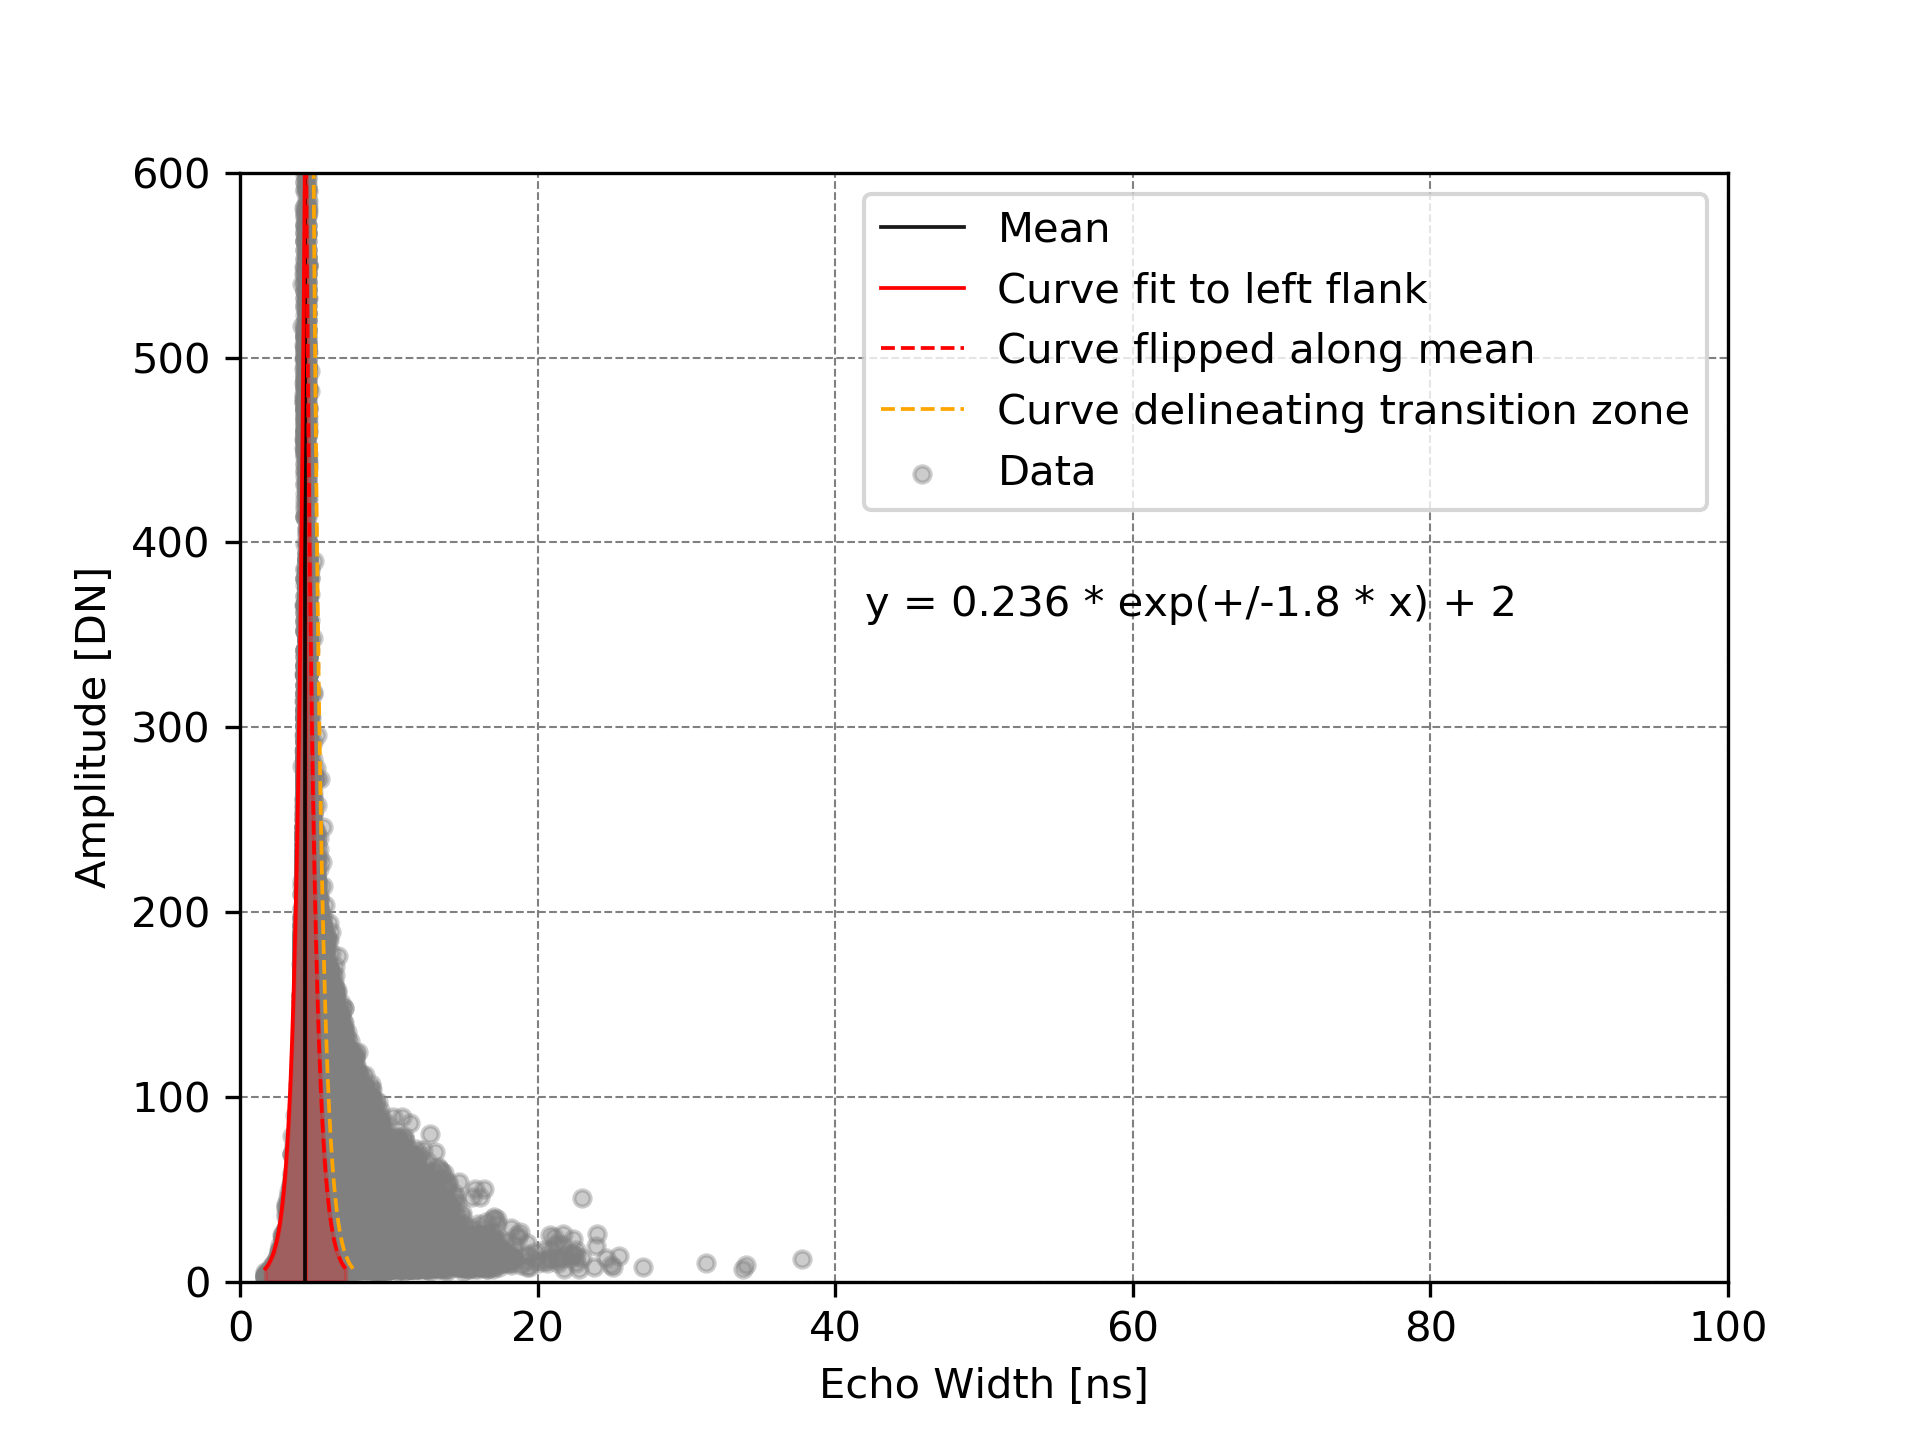 600
500
400
300
200
100
0
Amplitude [DN]
Mean
Curve fit to left flank
Curve flipped along mean
Curve delineating transition zone
Data
y = 0.236 * exp(+/-1.8 * x) + 2
0 20 40 60 80 100
Echo Width [ns]